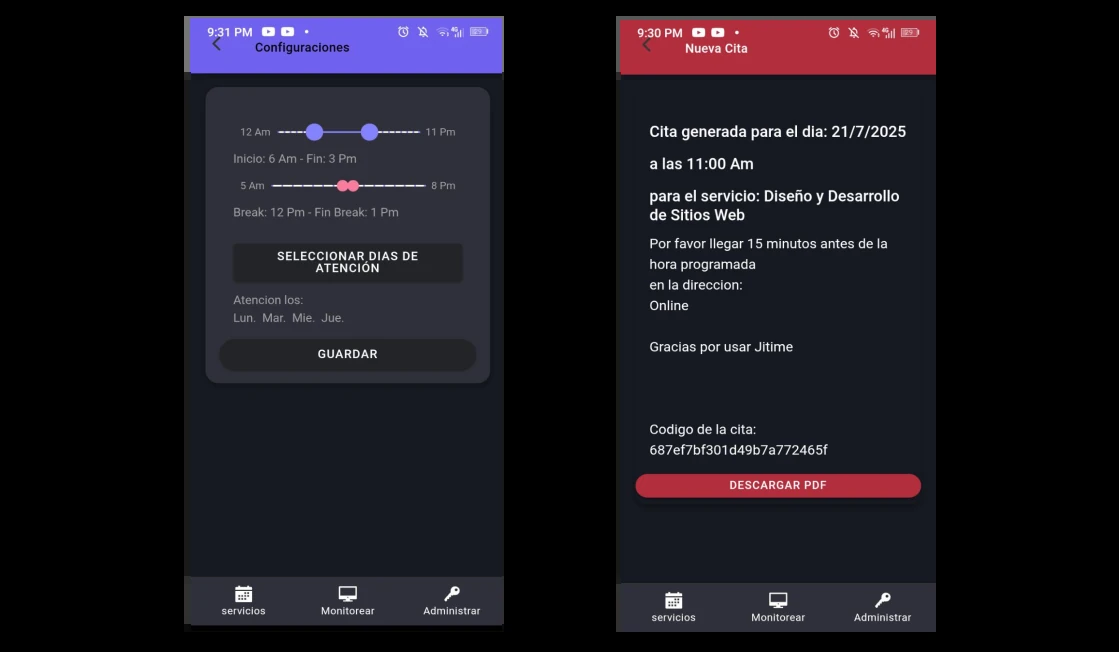 9:31 PM
Configuraciones
12 Am 11 Pm
Inicio: 6 Am - Fin: 3 Pm
5 Am 8 Pm
Break: 12 Pm - Fin Break: 1 Pm
SELECCIONAR DIAS DE
ATENCIÓN
Atencion los:
Lun. Mar. Mie. Jue.
GUARDAR
servicios Monitorear Administrar
9:30 PM
Nueva Cita
Cita generada para el dia: 21/7/2025
a las 11:00 Am
para el servicio: Diseño y Desarrollo
de Sitios Web
Por favor llegar 15 minutos antes de la
hora programada
en la direccion:
Online
Gracias por usar Jitime
Codigo de la cita:
687ef7bf301d49b7a772465f
DESCARGAR PDF
servicios Monitorear Administrar